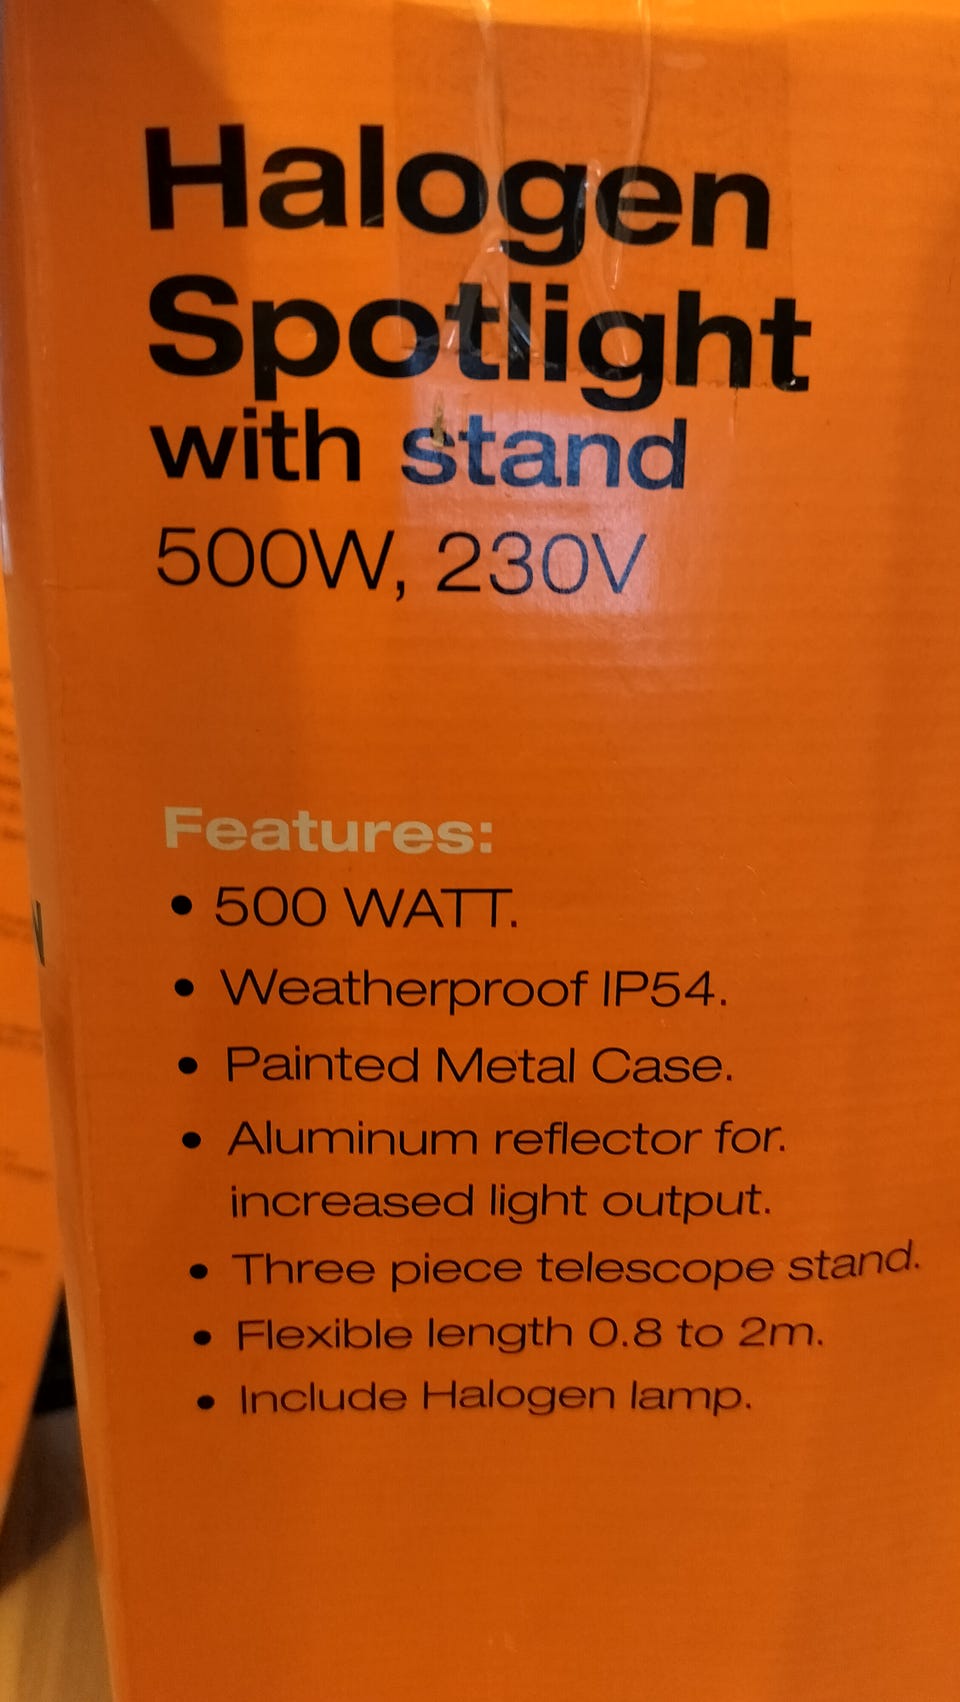 Halogen
Spotlight
with stand
500W, 230V
Features:
• 500 WATT.
• Weatherproof IP54.
• Painted Metal Case.
• Aluminum reflector for.
increased light output.
• Three piece telescope stand.
• Flexible length 0.8 to 2m.
• Include Halogen lamp.